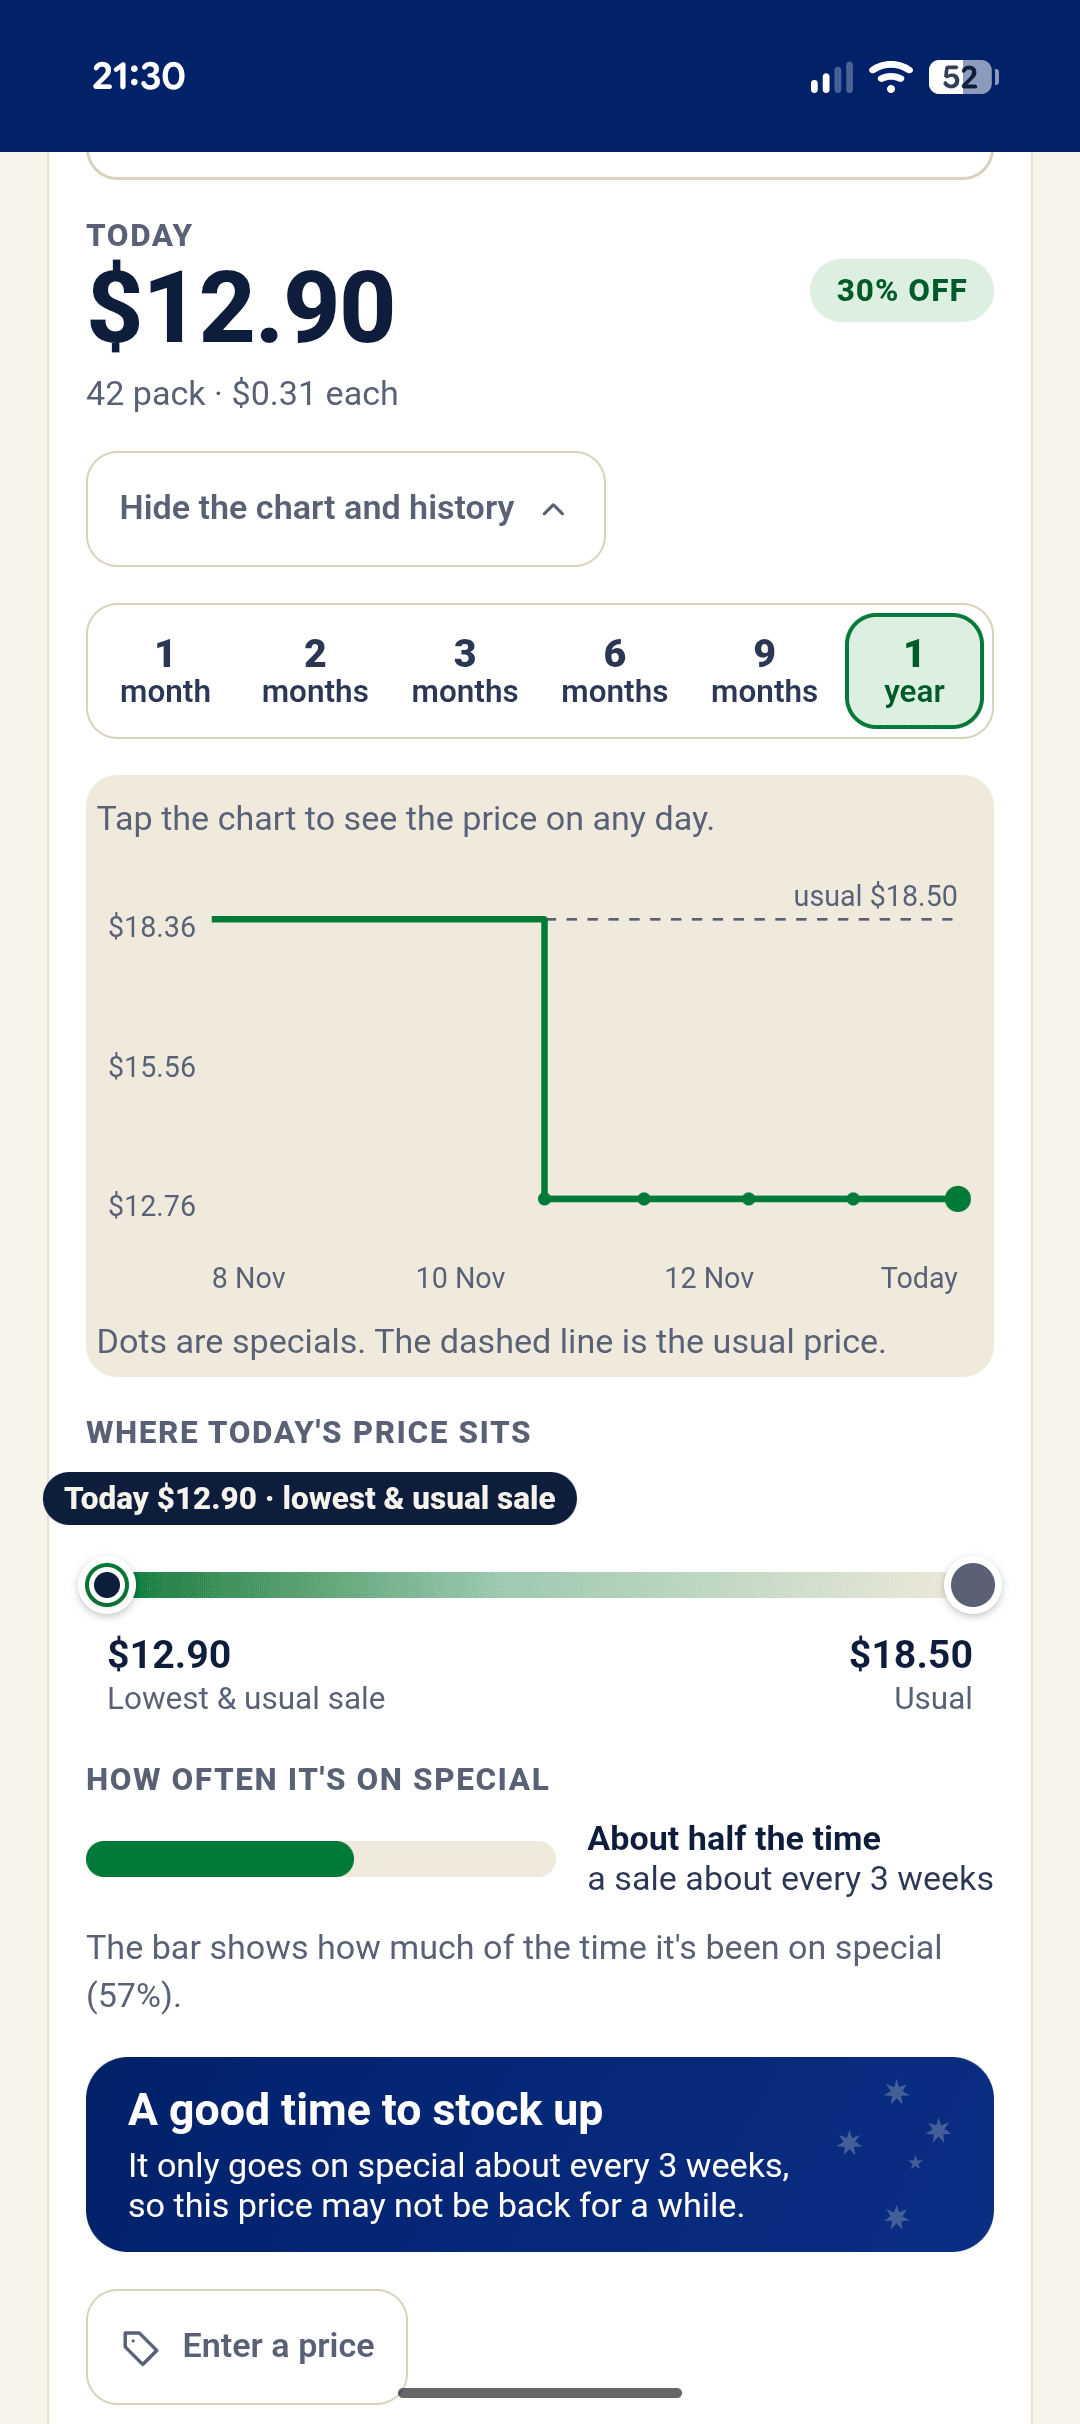 21:30
52
TODAY
$12.90
30% OFF
42 pack · $0.31 each
Hide the chart and history
1 month
2 months
3 months
6 months
9 months
1 year
Tap the chart to see the price on any day.
usual $18.50
$18.36
$15.56
$12.76
8 Nov
10 Nov
12 Nov
Today
Dots are specials. The dashed line is the usual price.
WHERE TODAY'S PRICE SITS
Today $12.90 · lowest & usual sale
$12.90
Lowest & usual sale
$18.50
Usual
HOW OFTEN IT'S ON SPECIAL
About half the time
a sale about every 3 weeks
The bar shows how much of the time it's been on special
(57%).
A good time to stock up
It only goes on special about every 3 weeks,
so this price may not be back for a while.
Enter a price